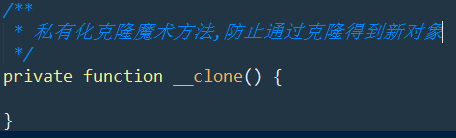 /**
 * 私有化克隆魔术方法,防止通过克隆得到新对象
 */
private function __clone() {
}